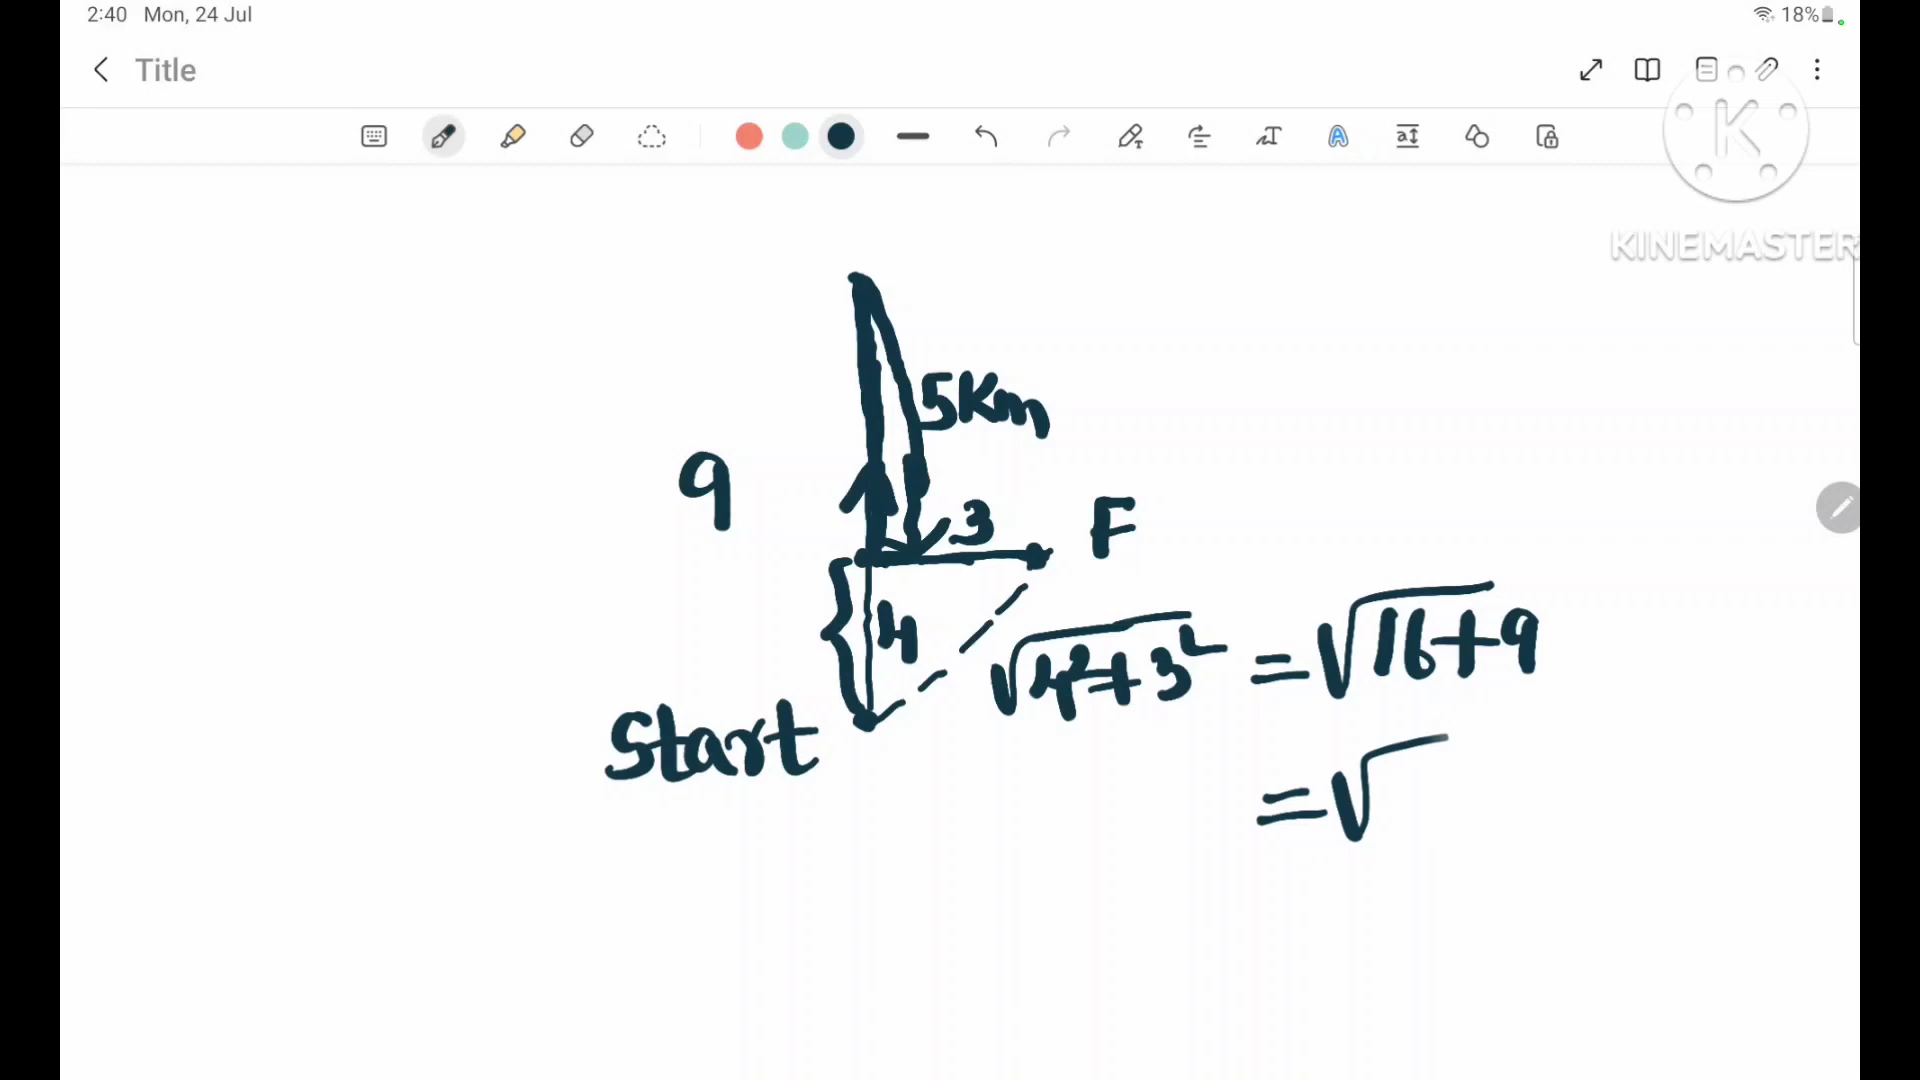 2:40 Mon, 24 Jul
18%
Title
K
KINEMASTER
5Km
9
3
F
4
√4²+3² = √16+9
Start
= √